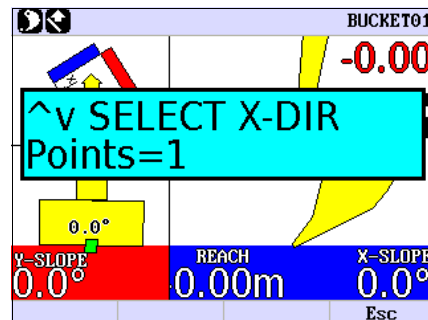 BUCKET01
-0.00
^v SELECT X-DIR
Points=1
0.0°
Y-SLOPE
REACH
X-SLOPE
0.0°
-0.00m
0.0°
Esc